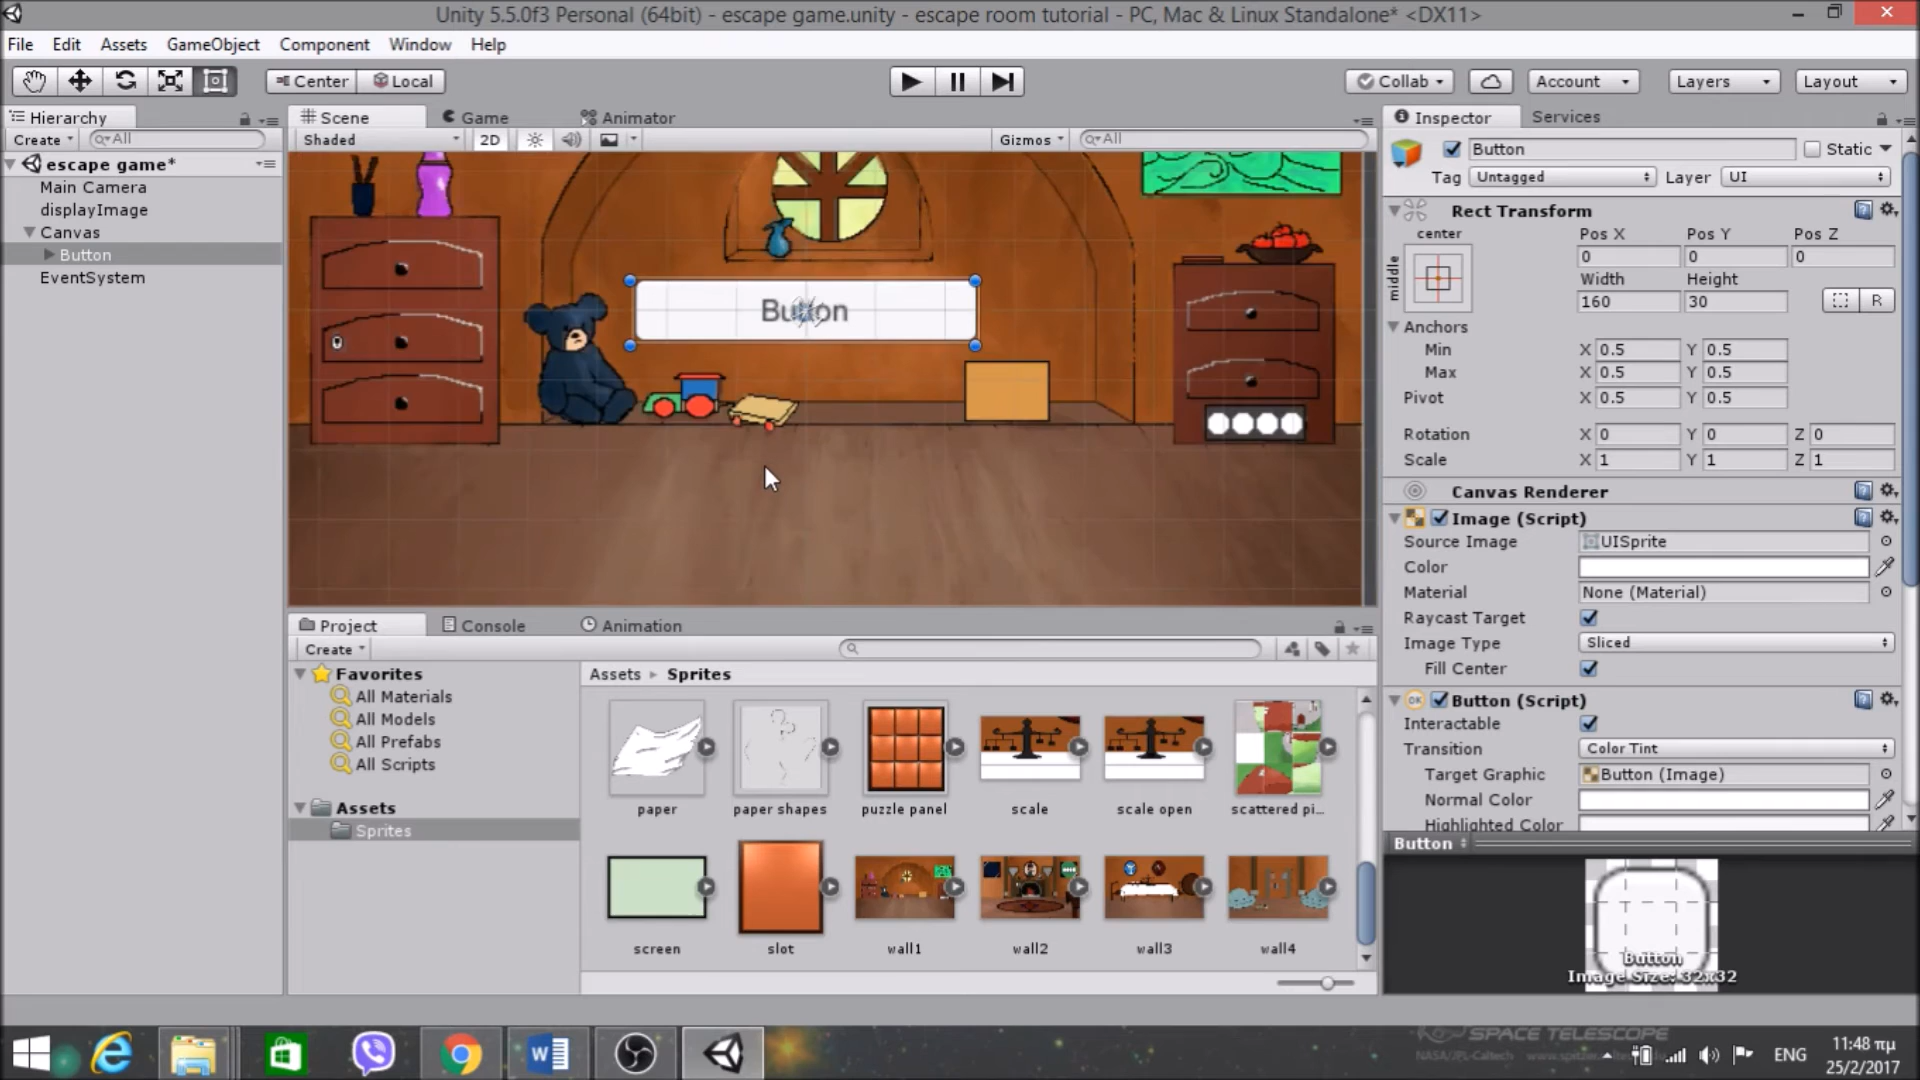 Unity 5.5.0f3 Personal (64bit) - escape game.unity - escape room tutorial - PC, Mac & Linux Standalone* <DX11>
File Edit Assets GameObject Component Window Help
Center Local Collab Account Layers Layout
Hierarchy Scene Game Animator Inspector Services
Create All Shaded 2D Gizmos All
escape game*
Main Camera
displayImage
Canvas
Button
EventSystem
Button
Button Static
Tag Untagged Layer UI
Rect Transform
center Pos X Pos Y Pos Z
middle 0 0 0
Width Height
160 30 R
Anchors
Min X 0.5 Y 0.5
Max X 0.5 Y 0.5
Pivot X 0.5 Y 0.5
Rotation X 0 Y 0 Z 0
Scale X 1 Y 1 Z 1
Canvas Renderer
Image (Script)
Source Image UISprite
Color
Material None (Material)
Raycast Target
Image Type Sliced
Fill Center
Button (Script)
Interactable
Transition Color Tint
Target Graphic Button (Image)
Normal Color
Highlighted Color
Button
Button
Image Size: 32x32
Project Console Animation
Create
Favorites
All Materials
All Models
All Prefabs
All Scripts
Assets
Sprites
Assets Sprites
paper paper shapes puzzle panel scale scale open scattered pi...
screen slot wall1 wall2 wall3 wall4
SPACE TELESCOPE
NASA/JPL-Caltech
ENG
11:48 πμ
25/2/2017